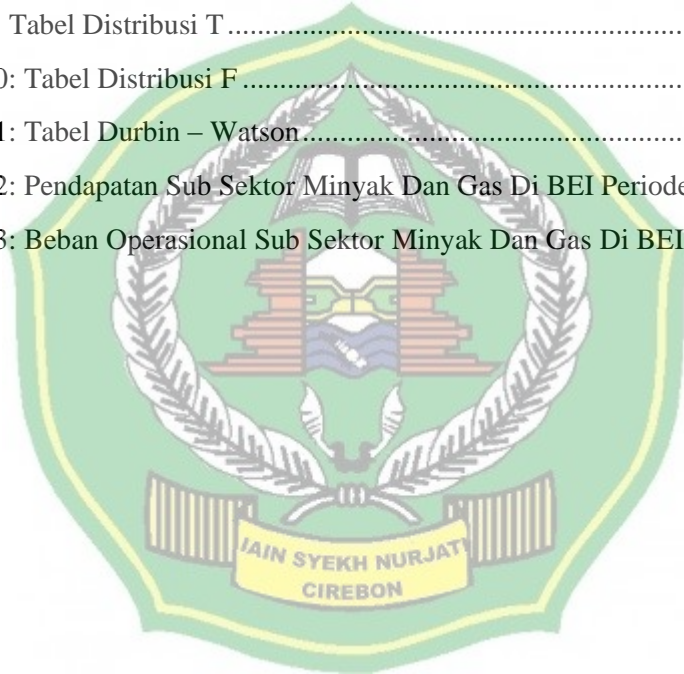 Tabel Distribusi T............................................................
0: Tabel Distribusi F..........................................................
1: Tabel Durbin – Watson..................................................
2: Pendapatan Sub Sektor Minyak Dan Gas Di BEI Periode
3: Beban Operasional Sub Sektor Minyak Dan Gas Di BEI
IAIN SYEKH NURJATI
CIREBON